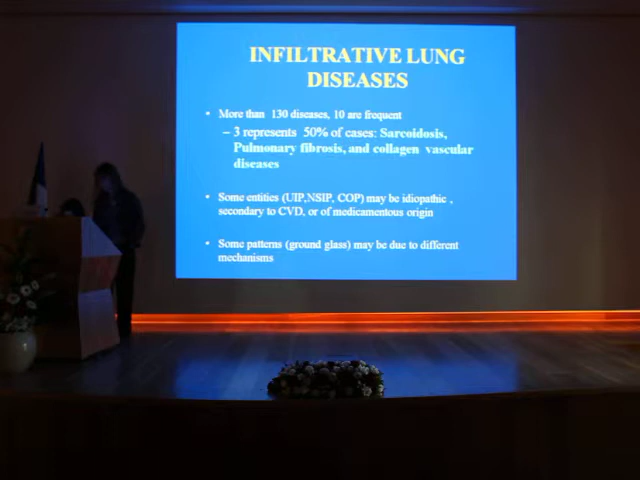 INFILTRATIVE LUNG
DISEASES
• More than 130 diseases, 10 are frequent
– 3 represents 50% of cases: Sarcoidosis,
Pulmonary fibrosis, and collagen vascular
diseases
• Some entities (UIP,NSIP, COP) may be idiopathic ,
secondary to CVD, or of medicamentous origin
• Some patterns (ground glass) may be due to different
mechanisms